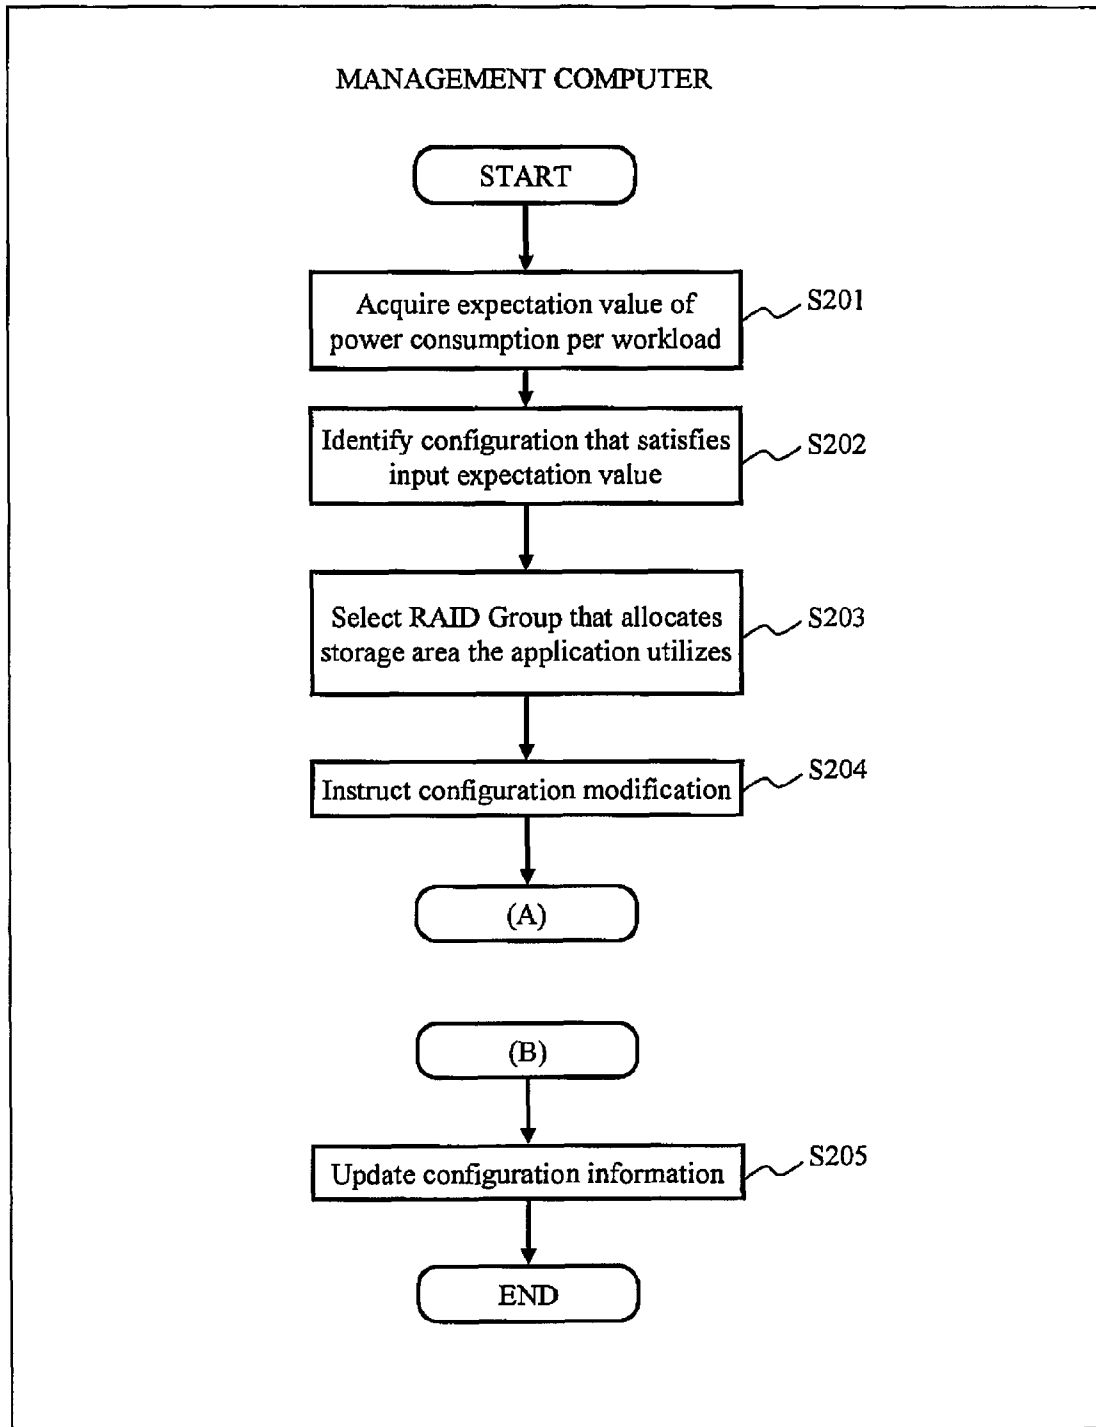 MANAGEMENT COMPUTER
START
Acquire expectation value of
power consumption per workload
S201
Identify configuration that satisfies
input expectation value
S202
Select RAID Group that allocates
storage area the application utilizes
S203
Instruct configuration modification
S204
(A)
(B)
Update configuration information
S205
END